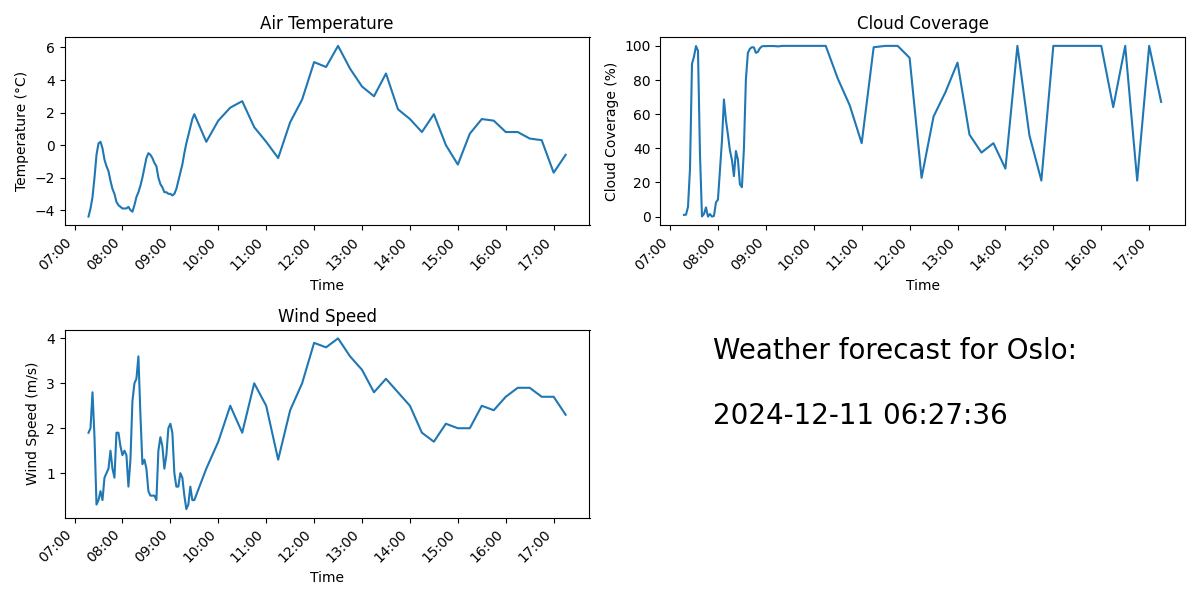 Air Temperature
Temperature (°C)
6
4
2
0
−2
−4
07:00 08:00 09:00 10:00 11:00 12:00 13:00 14:00 15:00 16:00 17:00
Time
Cloud Coverage
Cloud Coverage (%)
100
80
60
40
20
0
07:00 08:00 09:00 10:00 11:00 12:00 13:00 14:00 15:00 16:00 17:00
Time
Wind Speed
Wind Speed (m/s)
4
3
2
1
07:00 08:00 09:00 10:00 11:00 12:00 13:00 14:00 15:00 16:00 17:00
Time
Weather forecast for Oslo:
2024-12-11 06:27:36